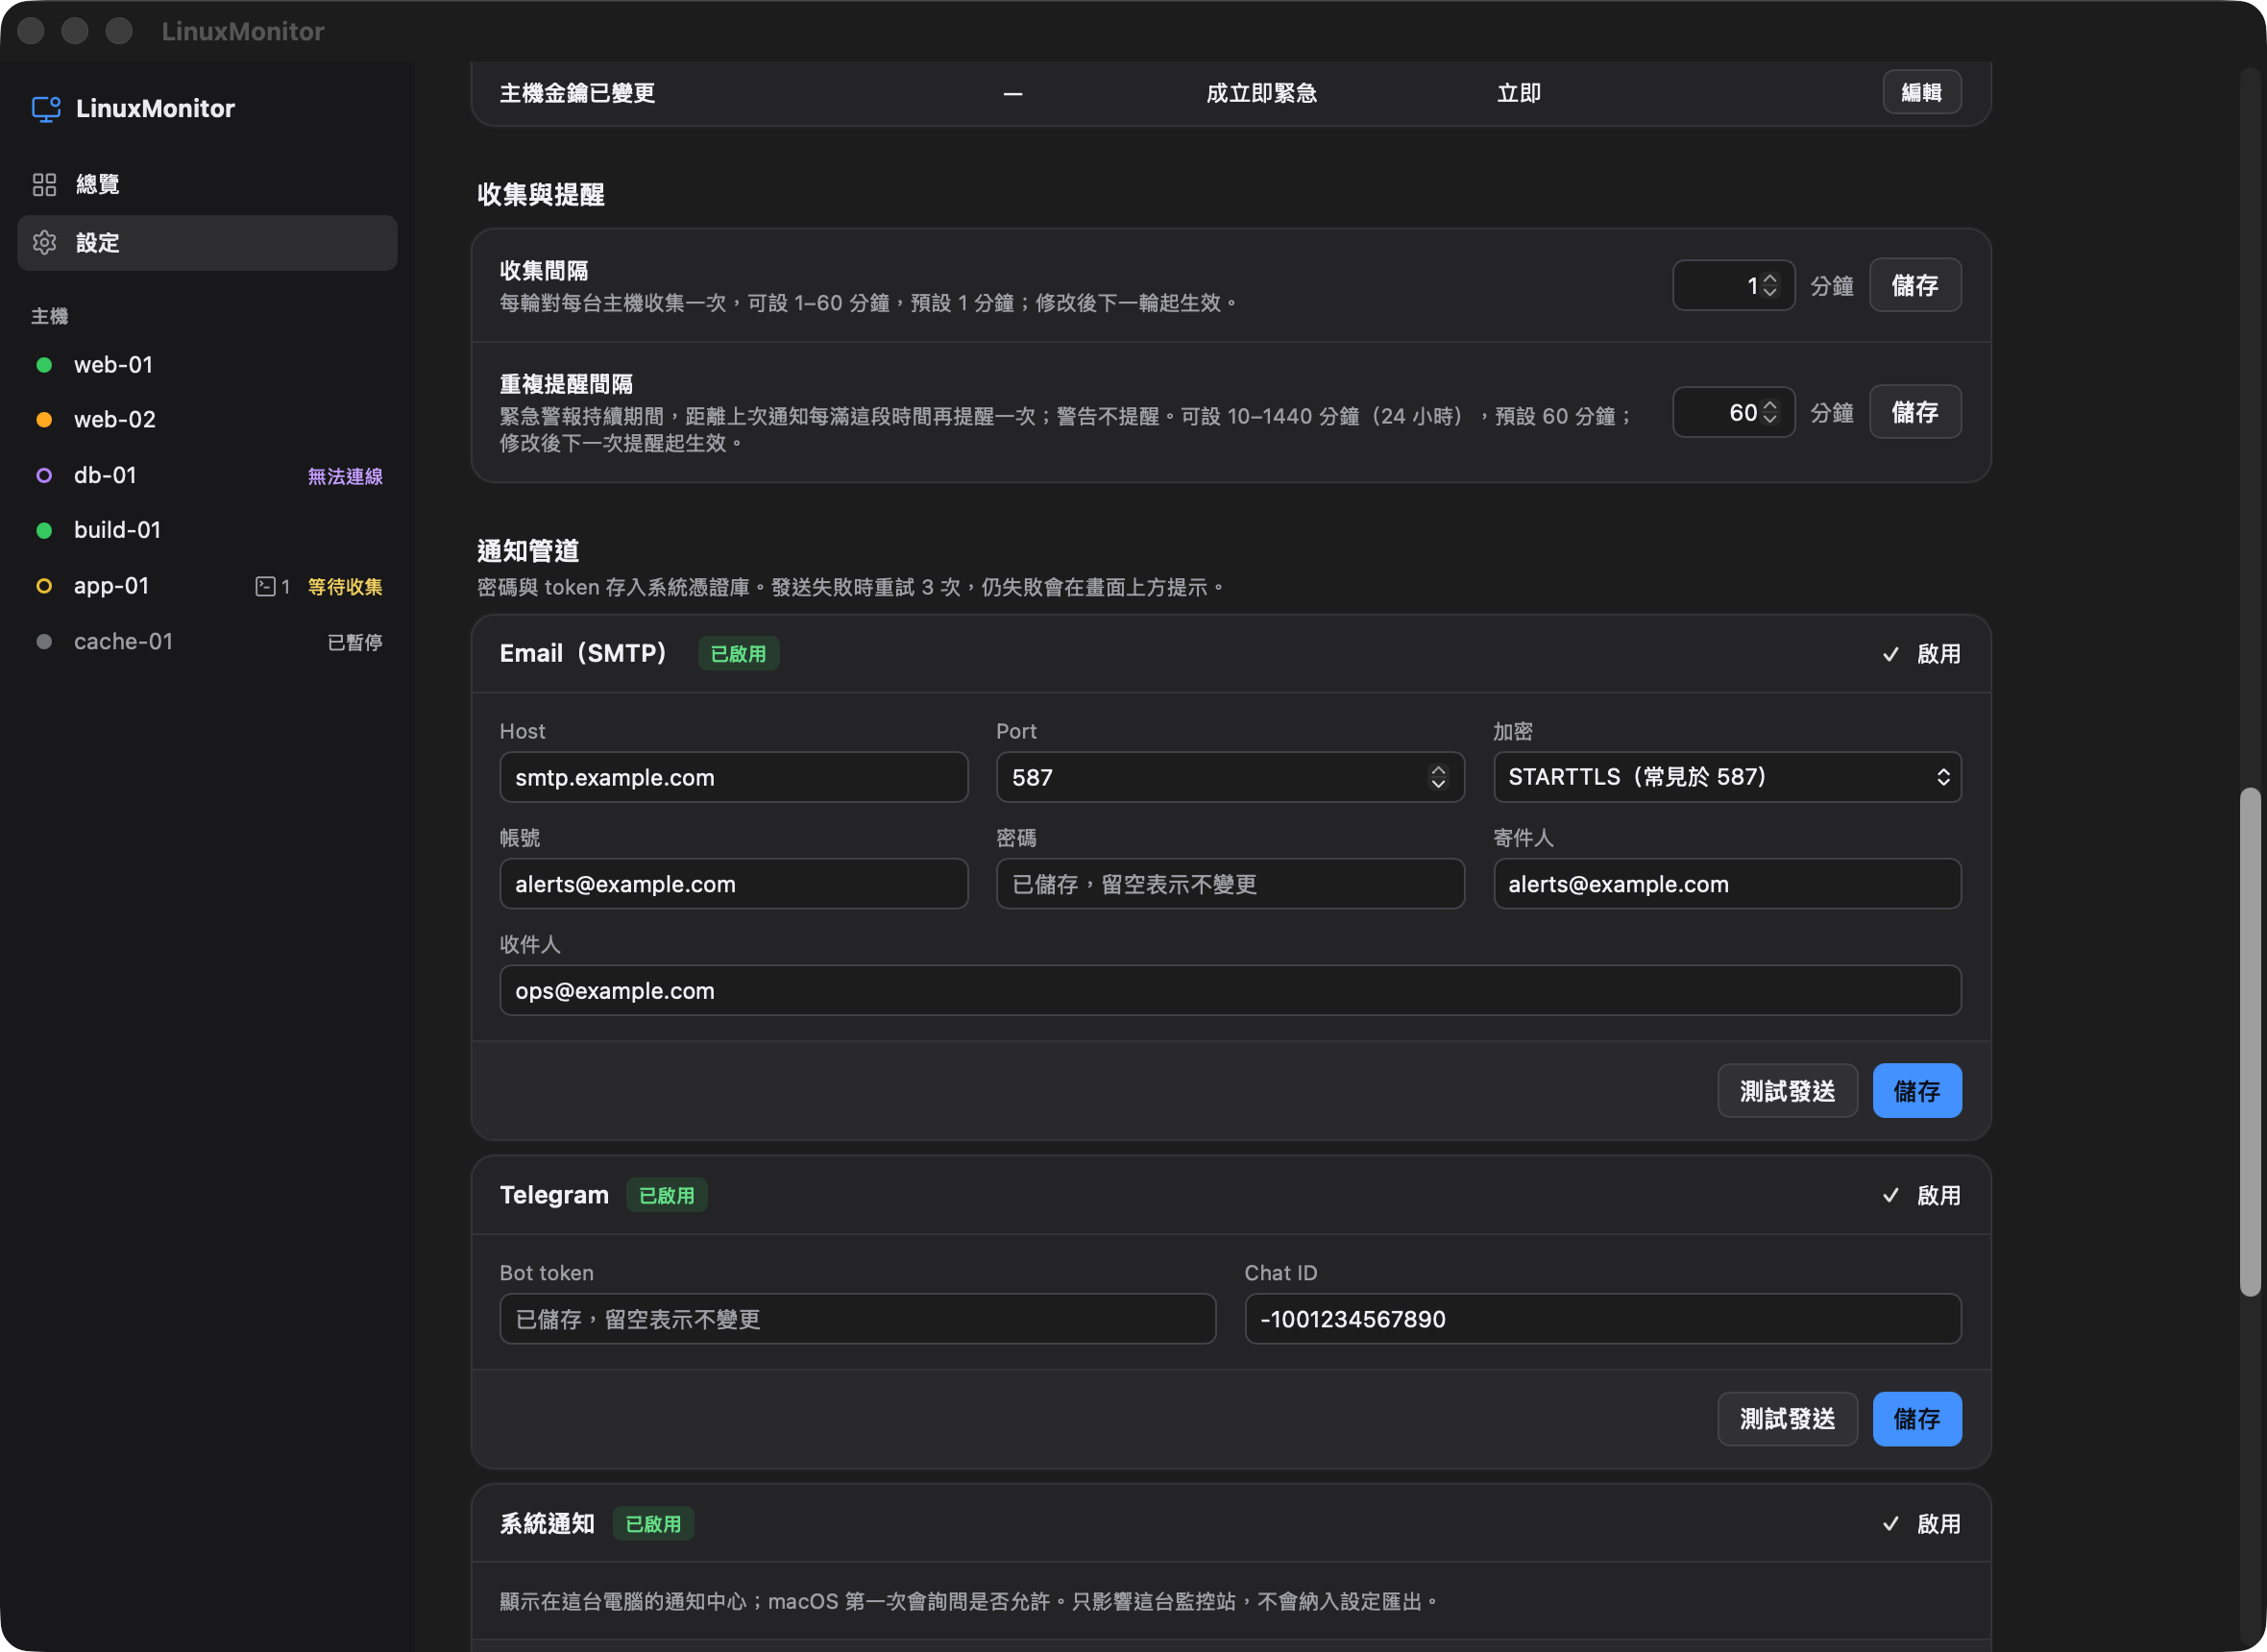 LinuxMonitor
LinuxMonitor
總覽
設定
主機
web-01
web-02
db-01 無法連線
build-01
app-01 1 等待收集
cache-01 已暫停
主機金鑰已變更 — 成立即緊急 立即 編輯
收集與提醒
收集間隔
每輪對每台主機收集一次，可設 1–60 分鐘，預設 1 分鐘；修改後下一輪起生效。
1 分鐘 儲存
重複提醒間隔
緊急警報持續期間，距離上次通知每滿這段時間再提醒一次；警告不提醒。可設 10–1440 分鐘（24 小時），預設 60 分鐘；
修改後下一次提醒起生效。
60 分鐘 儲存
通知管道
密碼與 token 存入系統憑證庫。發送失敗時重試 3 次，仍失敗會在畫面上方提示。
Email（SMTP） 已啟用 ✓ 啟用
Host Port 加密
smtp.example.com 587 STARTTLS（常見於 587）
帳號 密碼 寄件人
alerts@example.com 已儲存，留空表示不變更 alerts@example.com
收件人
ops@example.com
測試發送 儲存
Telegram 已啟用 ✓ 啟用
Bot token Chat ID
已儲存，留空表示不變更 -1001234567890
測試發送 儲存
系統通知 已啟用 ✓ 啟用
顯示在這台電腦的通知中心；macOS 第一次會詢問是否允許。只影響這台監控站，不會納入設定匯出。